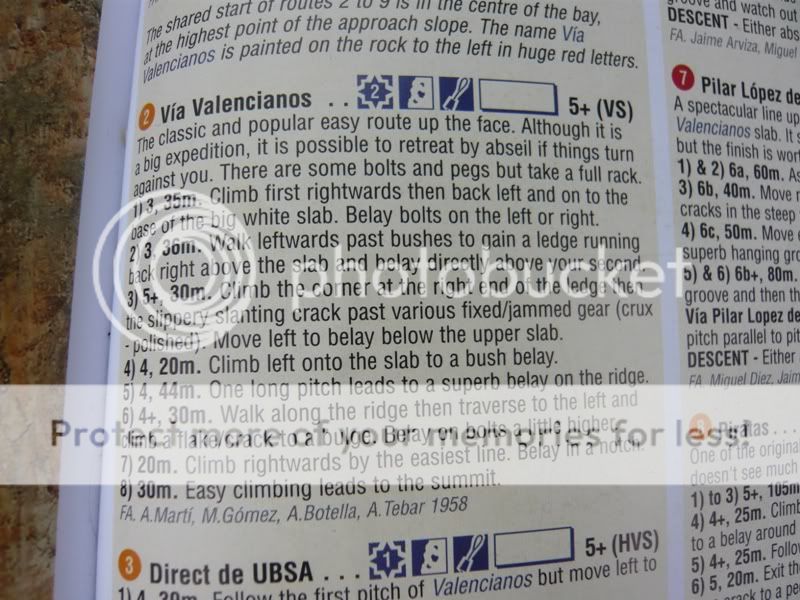 The shared start of routes 2 to 9 is in the centre of the bay,
at the highest point of the approach slope. The name Vía
Valencianos is painted on the rock to the left in huge red letters.
2 Vía Valencianos . . 2 5+ (VS)
The classic and popular easy route up the face. Although it is
a big expedition, it is possible to retreat by abseil if things turn
against you. There are some bolts and pegs but take a full rack.
1) 3, 35m. Climb first rightwards then back left and on to the
base of the big white slab. Belay bolts on the left or right.
2) 3, 36m. Walk leftwards past bushes to gain a ledge running
back right above the slab and belay directly above your second.
3) 5+, 30m. Climb the corner at the right end of the ledge then
the slippery slanting crack past various fixed/jammed gear (crux
- polished). Move left to belay below the upper slab.
4) 4, 20m. Climb left onto the slab to a bush belay.
5) 4, 44m. One long pitch leads to a superb belay on the ridge.
6) 4+, 30m. Walk along the ridge then traverse to the left and
climb a flake/crack to a bulge. Belay on bolts a little higher.
7) 20m. Climb rightwards by the easiest line. Belay in a notch.
8) 30m. Easy climbing leads to the summit.
FA. A.Martí, M.Gómez, A.Botella, A.Tebar 1958
3 Direct de UBSA . . . 1 5+ (HVS)
1) 4, 30m. Follow the first pitch of Valencianos but move left to
groove and watch out
DESCENT - Either abs
FA. Jaime Arviza, Miguel
7 Pilar López de
A spectacular line up
Valencianos slab. It s
but the finish is wor
1) & 2) 6a, 60m. As
3) 6b, 40m. Move r
cracks in the steep
4) 6c, 50m. Move
superb hanging gro
5) & 6) 6b+, 80m.
groove and then th
Vía Pilar Lopez de
pitch parallel to pit
DESCENT - Either
FA. Miguel Diez, Jaim
Piratas . . . .
One of the origina
doesn't see much
1) to 3) 5+, 105m
4) 4+, 25m. Climb
to a belay around
5) 4+, 25m. Follow
6) 5, 20m. Exit the
crack to a pe
photobucket
Protect more of your memories for less!